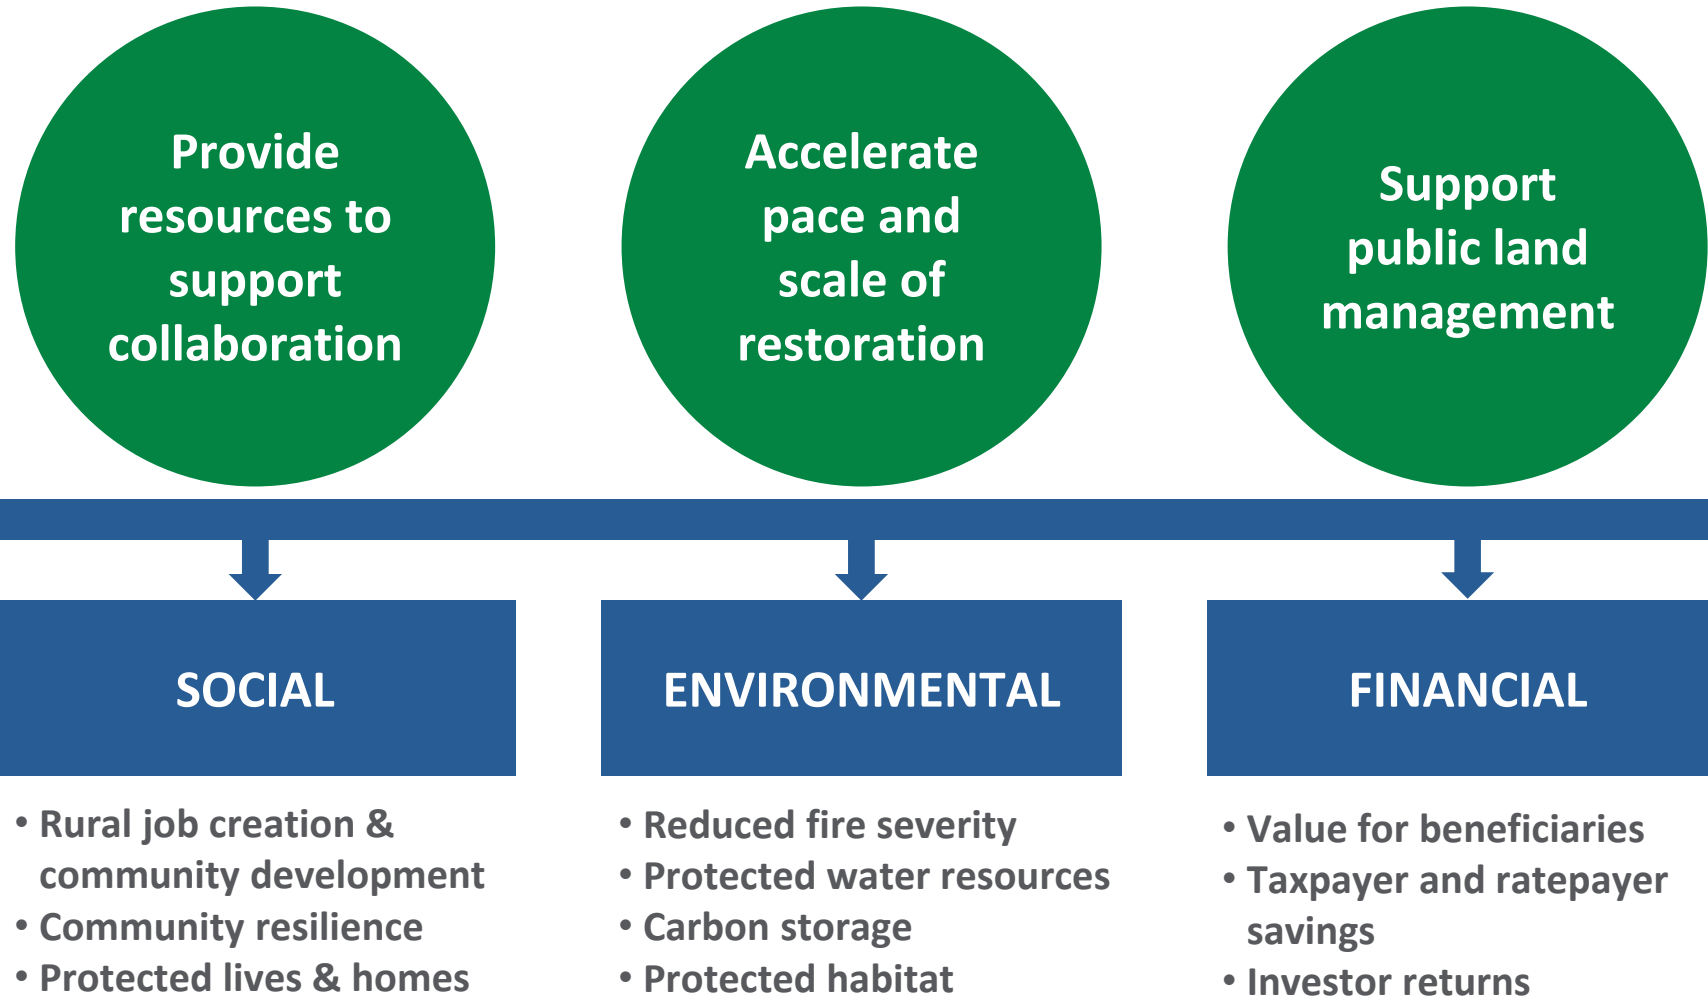 Provide
resources to
support
collaboration
Accelerate
pace and
scale of
restoration
Support
public land
management
SOCIAL
ENVIRONMENTAL
FINANCIAL
• Rural job creation &
community development
• Community resilience
• Protected lives & homes
• Reduced fire severity
• Protected water resources
• Carbon storage
• Protected habitat
• Value for beneficiaries
• Taxpayer and ratepayer
savings
• Investor returns